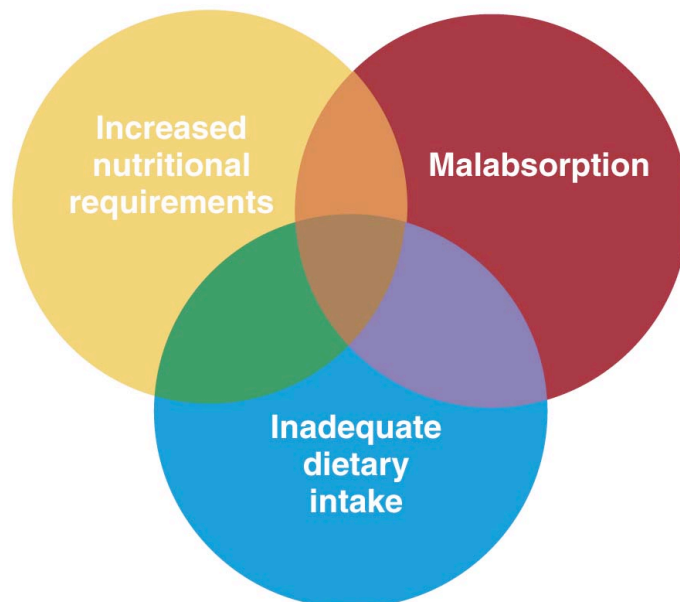 Increased
nutritional
requirements
Malabsorption
Inadequate
dietary
intake